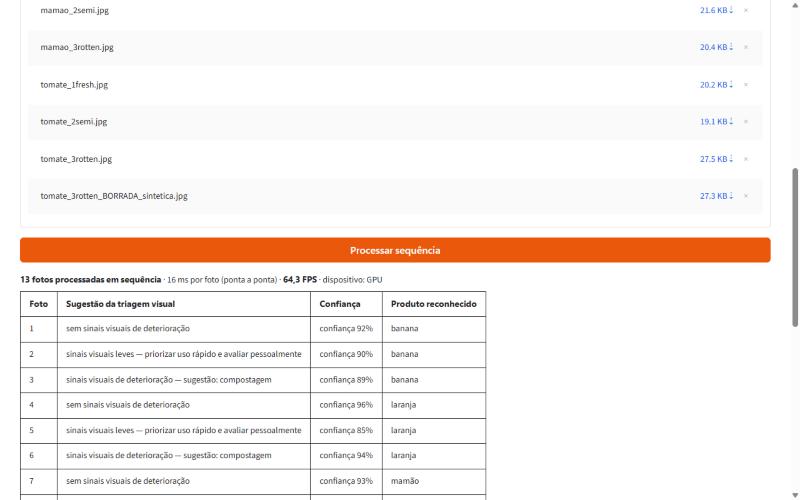 mamao_2semi.jpg 21.6 KB ↓ ×
mamao_3rotten.jpg 20.4 KB ↓ ×
tomate_1fresh.jpg 20.2 KB ↓ ×
tomate_2semi.jpg 19.1 KB ↓ ×
tomate_3rotten.jpg 27.5 KB ↓ ×
tomate_3rotten_BORRADA_sintetica.jpg 27.3 KB ↓ ×
Processar sequência
13 fotos processadas em sequência · 16 ms por foto (ponta a ponta) · 64,3 FPS · dispositivo: GPU
Foto Sugestão da triagem visual Confiança Produto reconhecido
1 sem sinais visuais de deterioração confiança 92% banana
2 sinais visuais leves — priorizar uso rápido e avaliar pessoalmente confiança 90% banana
3 sinais visuais de deterioração — sugestão: compostagem confiança 89% banana
4 sem sinais visuais de deterioração confiança 96% laranja
5 sinais visuais leves — priorizar uso rápido e avaliar pessoalmente confiança 85% laranja
6 sinais visuais de deterioração — sugestão: compostagem confiança 94% laranja
7 sem sinais visuais de deterioração confiança 93% mamão